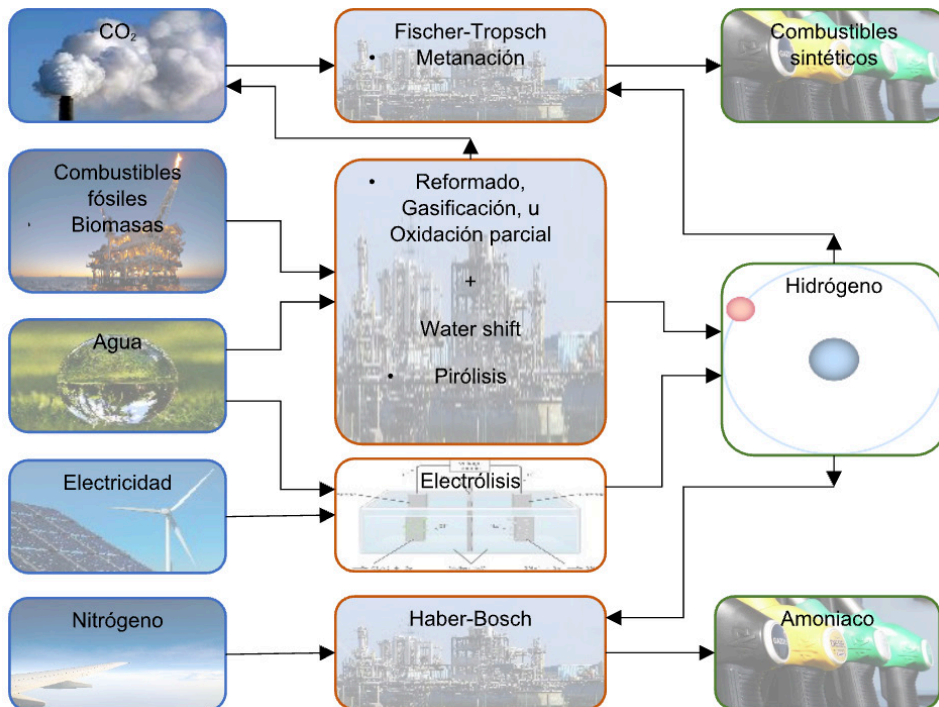 CO₂
Fischer-Tropsch
• Metanación
Combustibles
sintéticos
Combustibles
fósiles
Biomasas
• Reformado,
Gasificación, u
Oxidación parcial
+
Water shift
• Pirólisis
Hidrógeno
Agua
Electricidad
Electrólisis
Nitrógeno
Haber-Bosch
Amoniaco